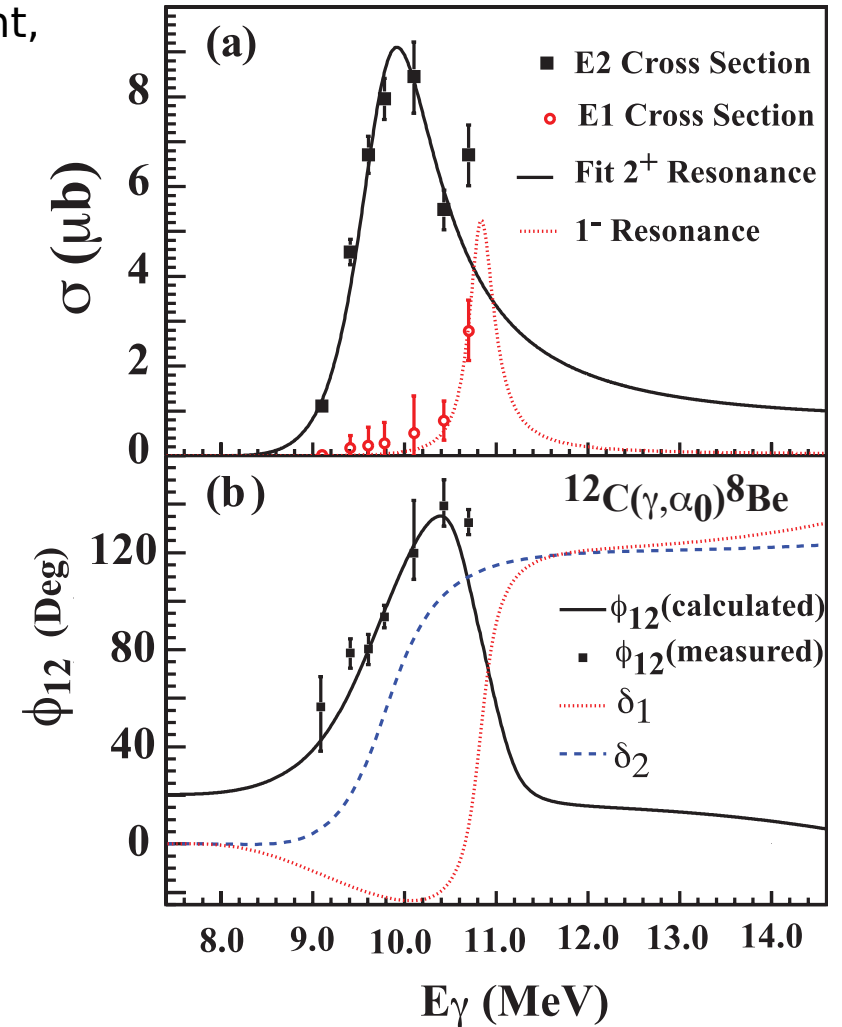 nt,
(a)
E2 Cross Section
E1 Cross Section
Fit 2⁺ Resonance
1⁻ Resonance
σ (μb)
8
6
4
2
0
(b)
¹²C(γ,α₀)⁸Be
ϕ₁₂(calculated)
ϕ₁₂(measured)
δ₁
δ₂
ϕ₁₂ (Deg)
120
80
40
0
8.0 9.0 10.0 11.0 12.0 13.0 14.0
Eγ (MeV)